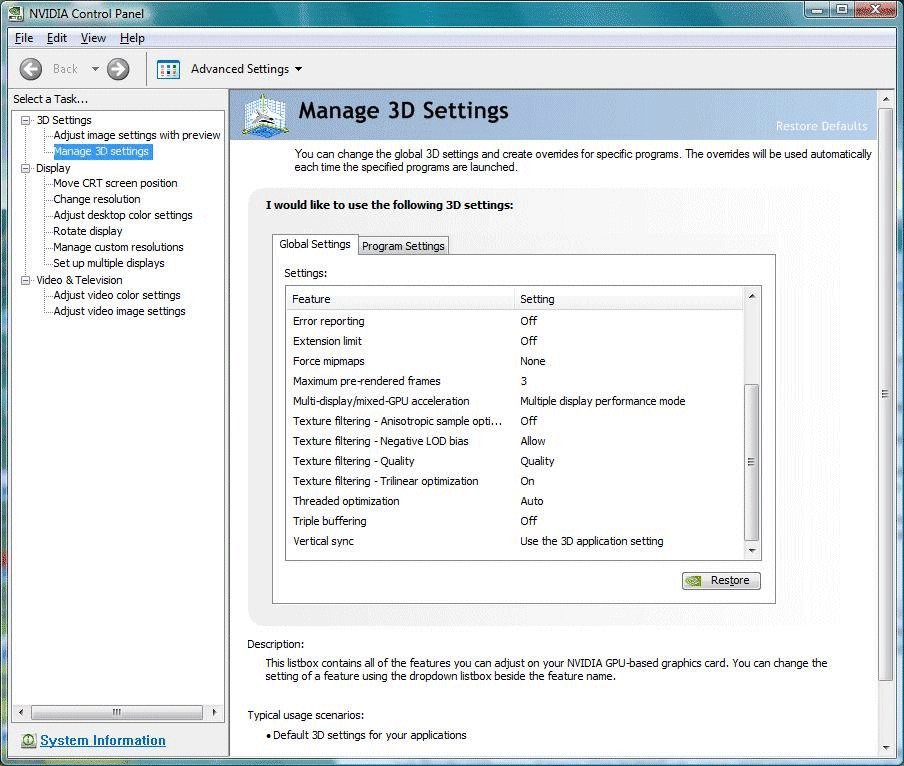 NVIDIA Control Panel
File Edit View Help
Back Advanced Settings
Select a Task...
3D Settings
Adjust image settings with preview
Manage 3D settings
Display
Move CRT screen position
Change resolution
Adjust desktop color settings
Rotate display
Manage custom resolutions
Set up multiple displays
Video & Television
Adjust video color settings
Adjust video image settings
System Information
Manage 3D Settings
Restore Defaults
You can change the global 3D settings and create overrides for specific programs. The overrides will be used automatically
each time the specified programs are launched.
I would like to use the following 3D settings:
Global Settings Program Settings
Settings:
Feature Setting
Error reporting Off
Extension limit Off
Force mipmaps None
Maximum pre-rendered frames 3
Multi-display/mixed-GPU acceleration Multiple display performance mode
Texture filtering - Anisotropic sample opti... Off
Texture filtering - Negative LOD bias Allow
Texture filtering - Quality Quality
Texture filtering - Trilinear optimization On
Threaded optimization Auto
Triple buffering Off
Vertical sync Use the 3D application setting
Restore
Description:
This listbox contains all of the features you can adjust on your NVIDIA GPU-based graphics card. You can change the
setting of a feature using the dropdown listbox beside the feature name.
Typical usage scenarios:
• Default 3D settings for your applications